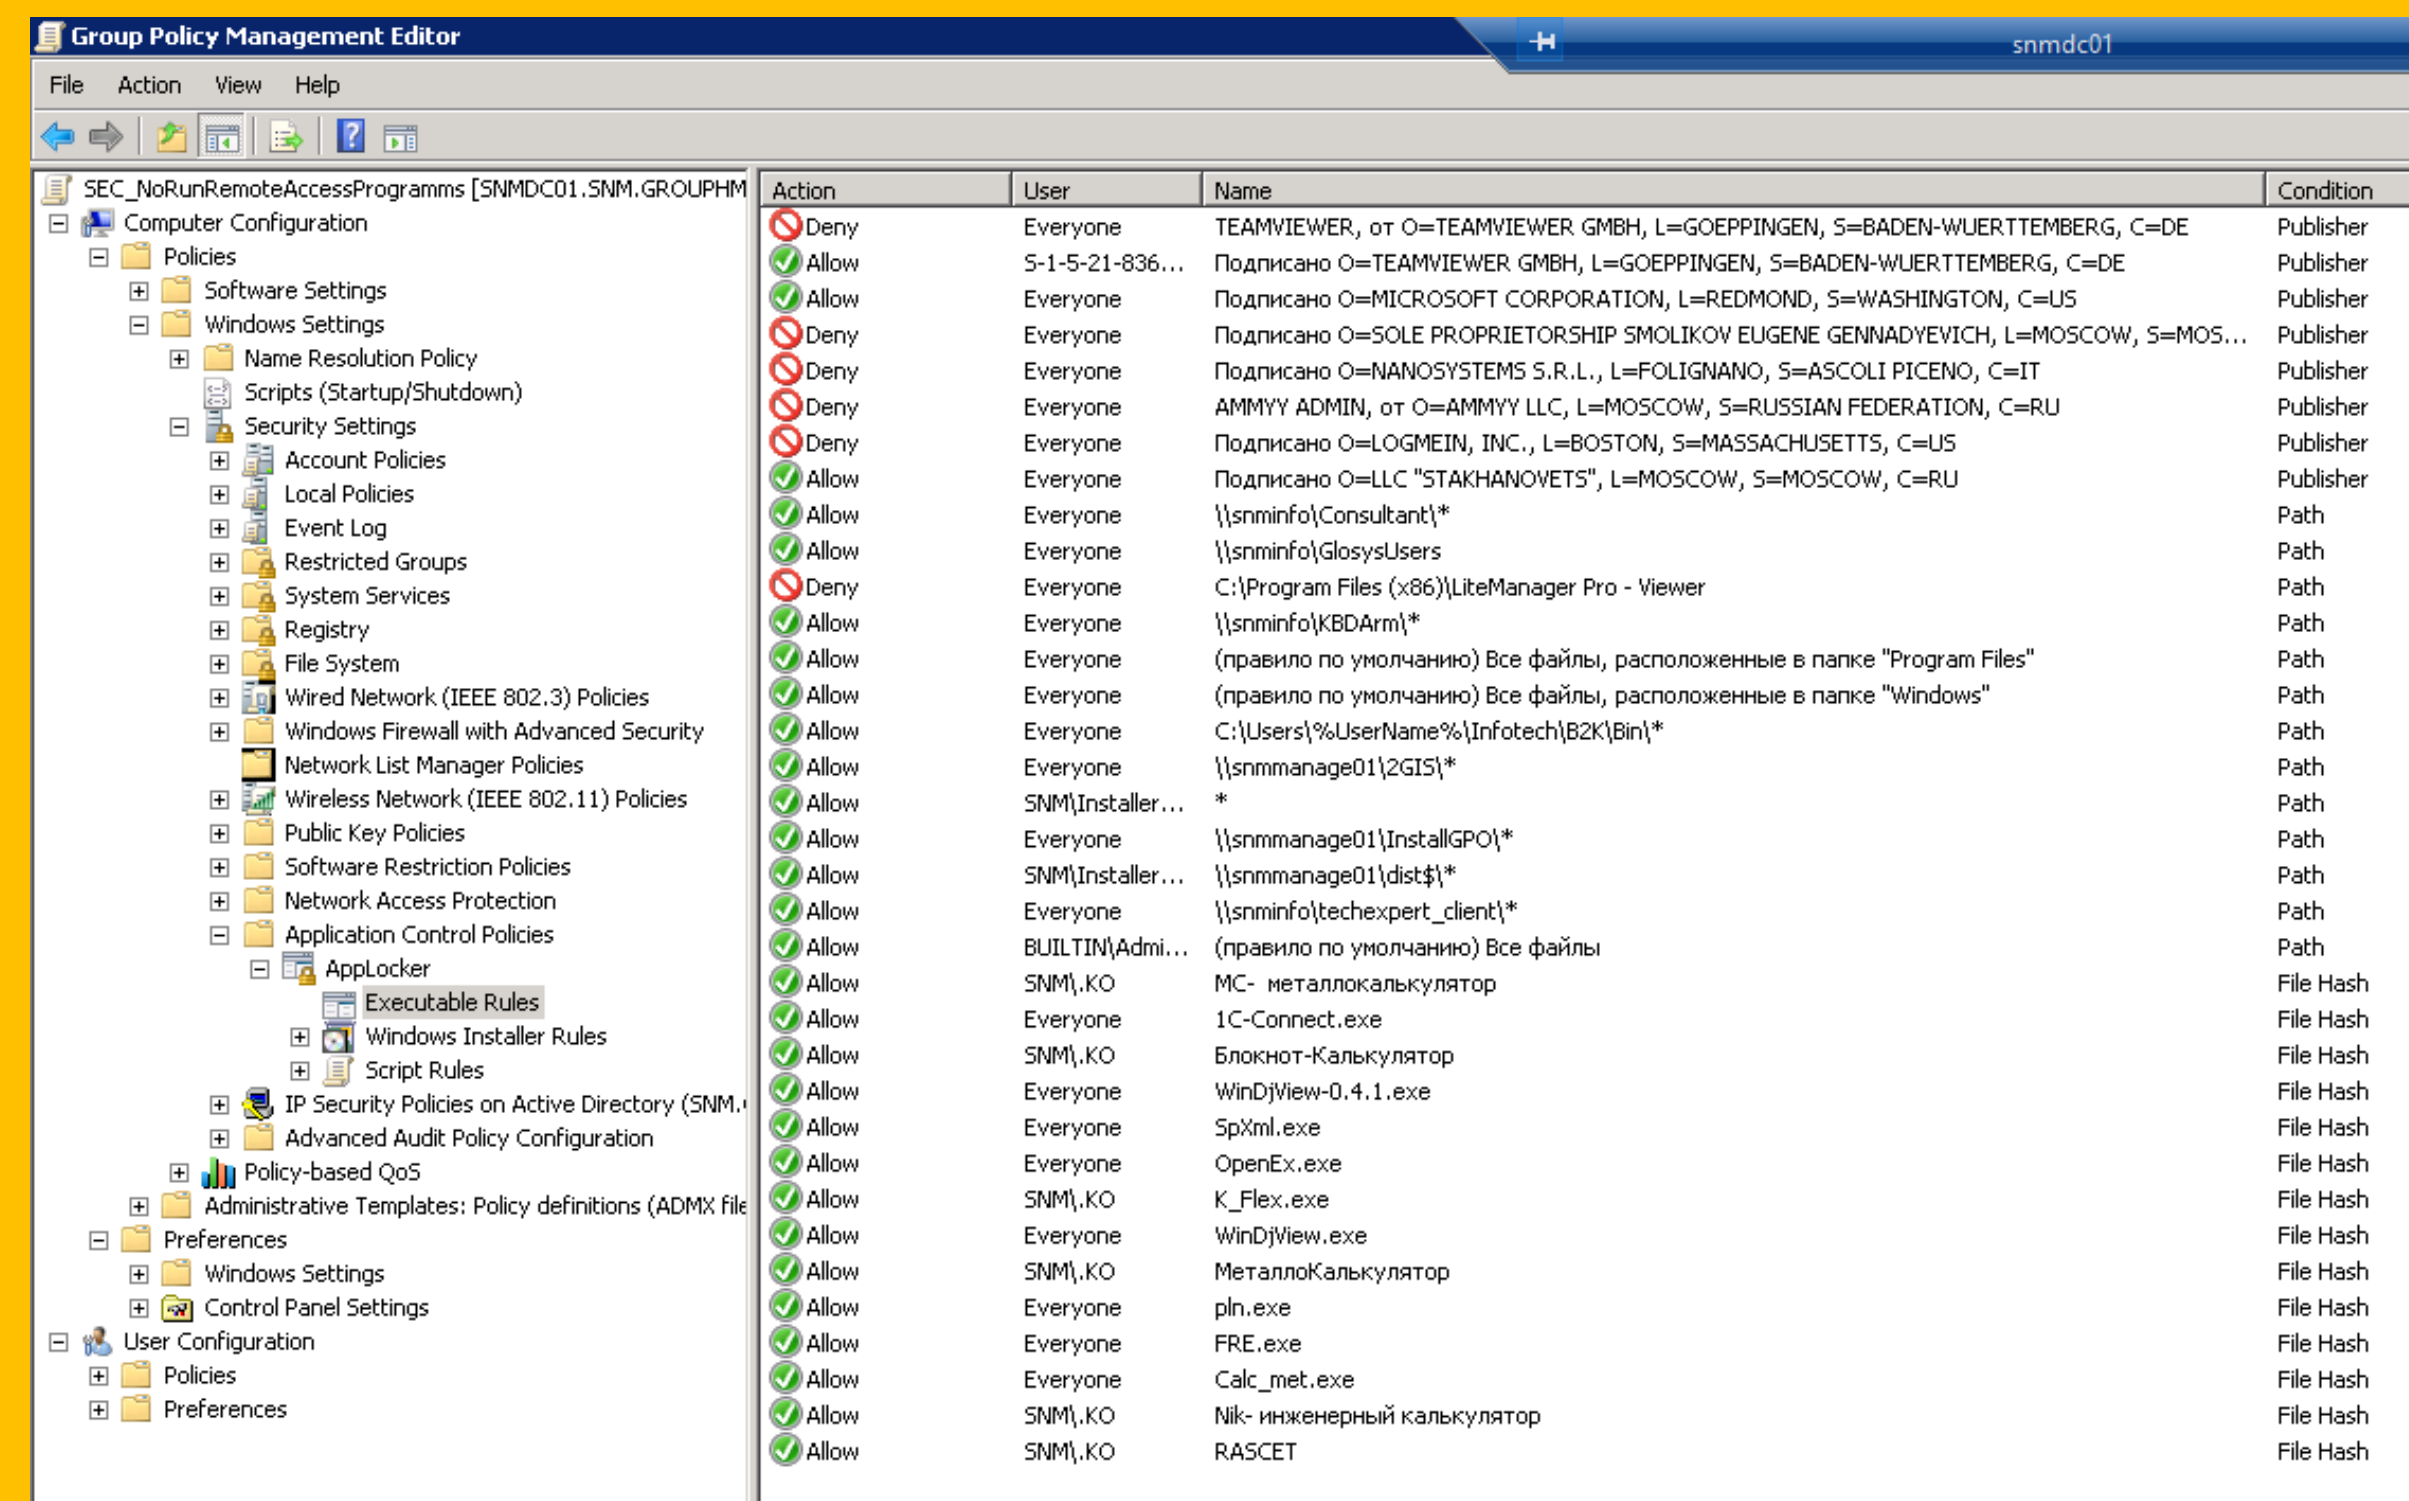 Group Policy Management Editor
snmdc01
File Action View Help
SEC_NoRunRemoteAccessProgramms [SNMDC01.SNM.GROUPHM
Computer Configuration
Policies
Software Settings
Windows Settings
Name Resolution Policy
Scripts (Startup/Shutdown)
Security Settings
Account Policies
Local Policies
Event Log
Restricted Groups
System Services
Registry
File System
Wired Network (IEEE 802.3) Policies
Windows Firewall with Advanced Security
Network List Manager Policies
Wireless Network (IEEE 802.11) Policies
Public Key Policies
Software Restriction Policies
Network Access Protection
Application Control Policies
AppLocker
Executable Rules
Windows Installer Rules
Script Rules
IP Security Policies on Active Directory (SNM.
Advanced Audit Policy Configuration
Policy-based QoS
Administrative Templates: Policy definitions (ADMX file
Preferences
Windows Settings
Control Panel Settings
User Configuration
Policies
Preferences
Action User Name Condition
Deny Everyone TEAMVIEWER, от O=TEAMVIEWER GMBH, L=GOEPPINGEN, S=BADEN-WUERTTEMBERG, C=DE Publisher
Allow S-1-5-21-836... Подписано O=TEAMVIEWER GMBH, L=GOEPPINGEN, S=BADEN-WUERTTEMBERG, C=DE Publisher
Allow Everyone Подписано O=MICROSOFT CORPORATION, L=REDMOND, S=WASHINGTON, C=US Publisher
Deny Everyone Подписано O=SOLE PROPRIETORSHIP SMOLIKOV EUGENE GENNADYEVICH, L=MOSCOW, S=MOS... Publisher
Deny Everyone Подписано O=NANOSYSTEMS S.R.L., L=FOLIGNANO, S=ASCOLI PICENO, C=IT Publisher
Deny Everyone AMMYY ADMIN, от O=AMMYY LLC, L=MOSCOW, S=RUSSIAN FEDERATION, C=RU Publisher
Deny Everyone Подписано O=LOGMEIN, INC., L=BOSTON, S=MASSACHUSETTS, C=US Publisher
Allow Everyone Подписано O=LLC "STAKHANOVETS", L=MOSCOW, S=MOSCOW, C=RU Publisher
Allow Everyone \\snminfo\Consultant\* Path
Allow Everyone \\snminfo\GlosysUsers Path
Deny Everyone C:\Program Files (x86)\LiteManager Pro - Viewer Path
Allow Everyone \\snminfo\KBDArm\* Path
Allow Everyone (правило по умолчанию) Все файлы, расположенные в папке "Program Files" Path
Allow Everyone (правило по умолчанию) Все файлы, расположенные в папке "Windows" Path
Allow Everyone C:\Users\%UserName%\Infotech\B2K\Bin\* Path
Allow Everyone \\snmmanage01\2GIS\* Path
Allow SNM\Installer... * Path
Allow Everyone \\snmmanage01\InstallGPO\* Path
Allow SNM\Installer... \\snmmanage01\dist$\* Path
Allow Everyone \\snminfo\techexpert_client\* Path
Allow BUILTIN\Admi... (правило по умолчанию) Все файлы Path
Allow SNM\.KO МС- металлокалькулятор File Hash
Allow Everyone 1C-Connect.exe File Hash
Allow SNM\.KO Блокнот-Калькулятор File Hash
Allow Everyone WinDjView-0.4.1.exe File Hash
Allow Everyone SpXml.exe File Hash
Allow Everyone OpenEx.exe File Hash
Allow SNM\.KO K_Flex.exe File Hash
Allow Everyone WinDjView.exe File Hash
Allow SNM\.KO МеталлоКалькулятор File Hash
Allow Everyone pln.exe File Hash
Allow Everyone FRE.exe File Hash
Allow Everyone Calc_met.exe File Hash
Allow SNM\.KO Nik- инженерный калькулятор File Hash
Allow SNM\.KO RASCET File Hash